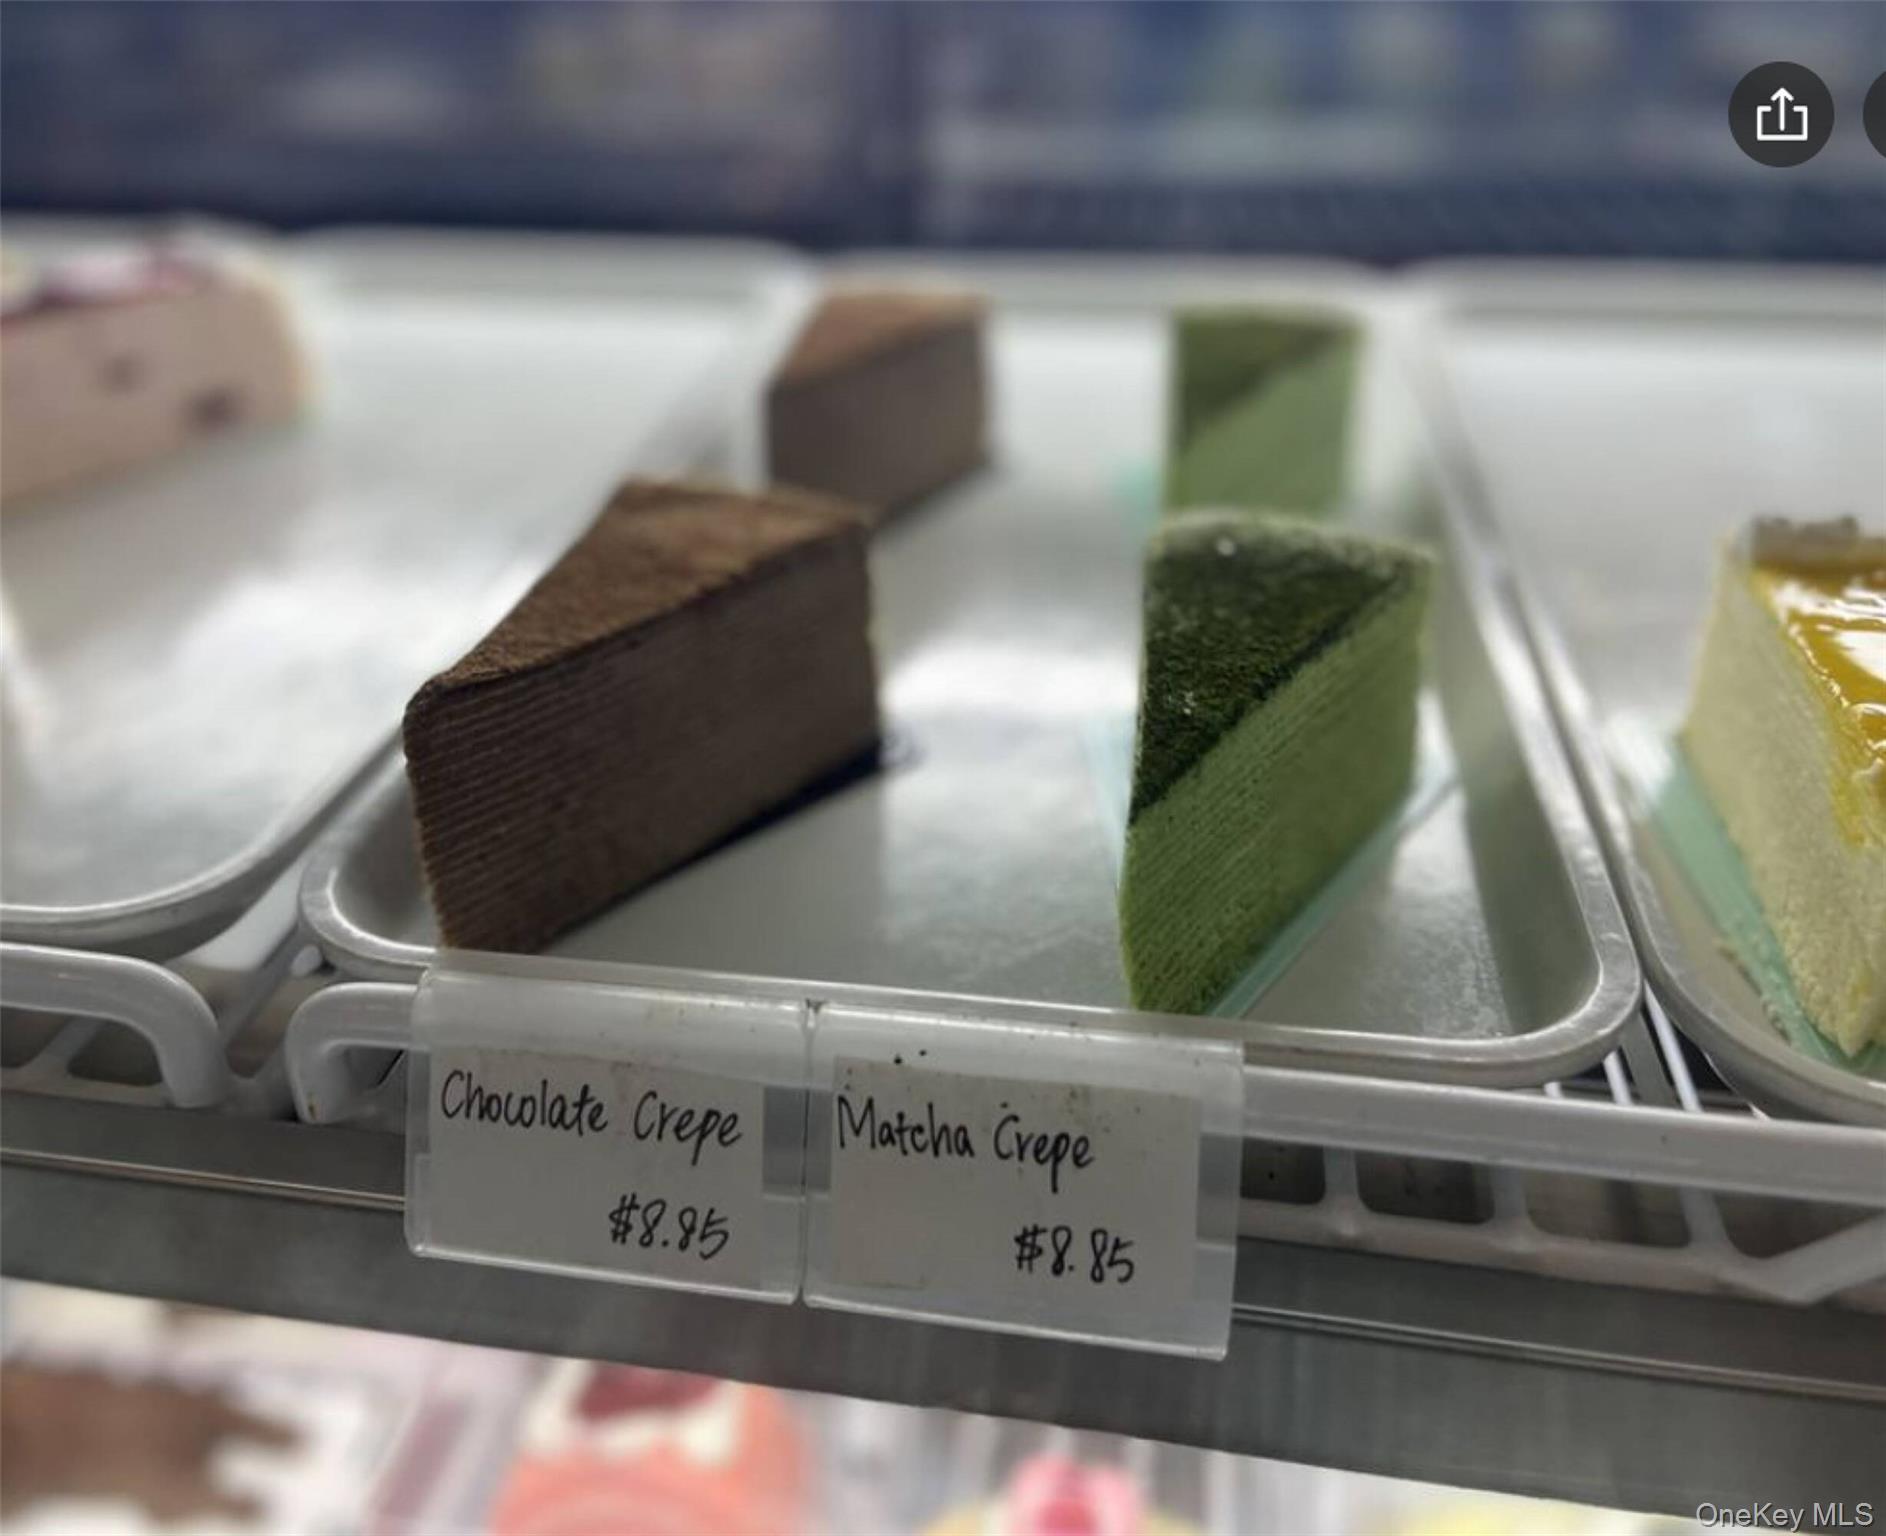 Chocolate Crepe
$8.85
Matcha Crepe
$8.85
OneKey MLS